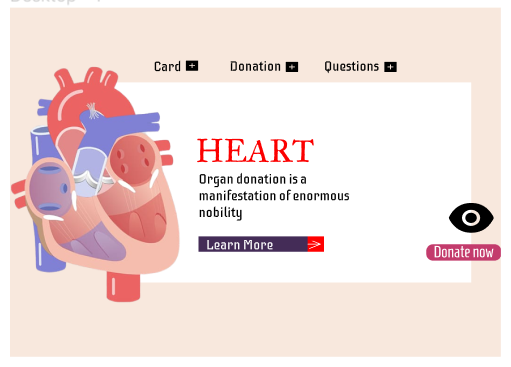 Card +
Donation +
Questions +
HEART
Organ donation is a
manifestation of enormous
nobility
Learn More
Donate now